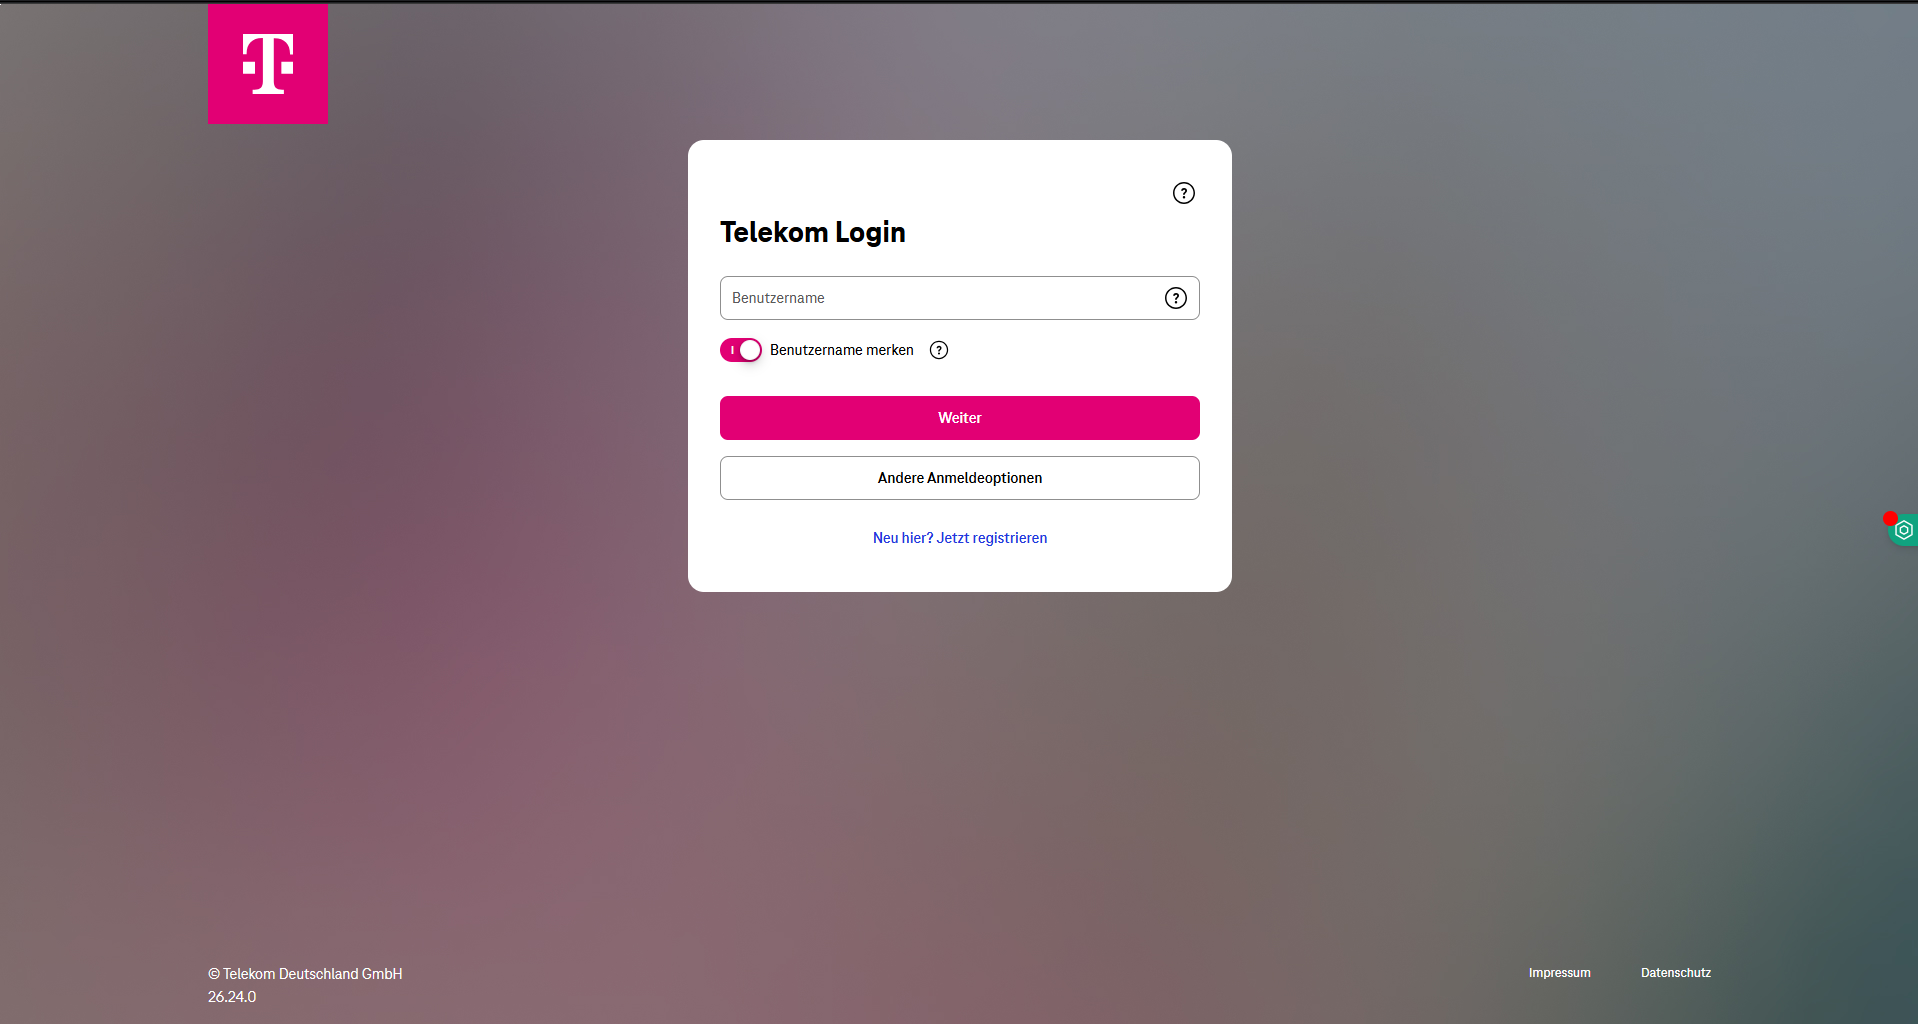 T
Telekom Login
Benutzername
Benutzername merken
Weiter
Andere Anmeldeoptionen
Neu hier? Jetzt registrieren
© Telekom Deutschland GmbH
26.24.0
Impressum
Datenschutz